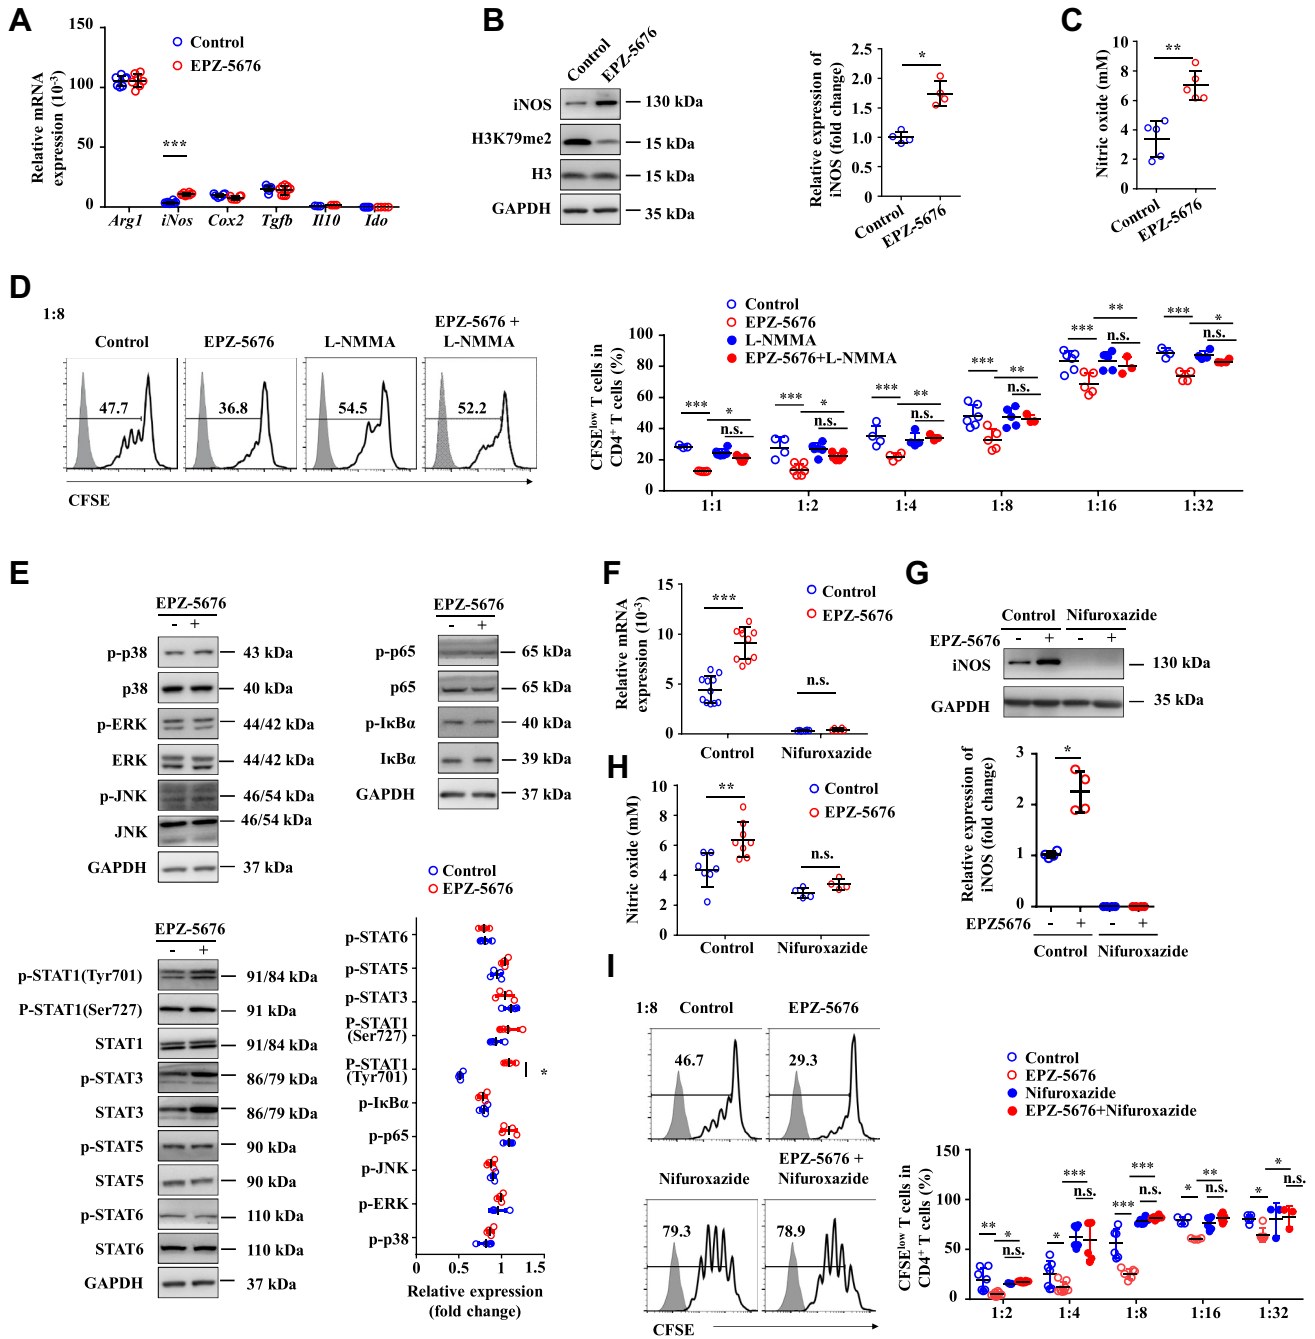 A
150
100
50
0
Relative mRNA
expression (10-3)
Control
EPZ-5676
***
Arg1 iNos Cox2 Tgfb Il10 Ido
B
Control
EPZ-5676
iNOS
130 kDa
H3K79me2
15 kDa
H3
15 kDa
GAPDH
35 kDa
Relative expression of
iNOS (fold change)
2.5
2.0
1.5
1.0
0.5
0
*
Control
EPZ-5676
C
Nitric oxide (mM)
10
8
6
4
2
0
**
Control
EPZ-5676
D
1:8
Control
EPZ-5676
L-NMMA
EPZ-5676 +
L-NMMA
47.7
36.8
54.5
52.2
CFSE
Control
EPZ-5676
L-NMMA
EPZ-5676+L-NMMA
CFSElow T cells in
CD4+ T cells (%)
100
80
60
40
20
0
*** * n.s.
*** * n.s.
*** ** n.s.
*** ** n.s.
*** ** n.s.
*** * n.s.
1:1 1:2 1:4 1:8 1:16 1:32
E
EPZ-5676
- +
p-p38 43 kDa
p38 40 kDa
p-ERK 44/42 kDa
ERK 44/42 kDa
p-JNK 46/54 kDa
JNK 46/54 kDa
GAPDH 37 kDa
EPZ-5676
- +
p-p65 65 kDa
p65 65 kDa
p-IκBα 40 kDa
IκBα 39 kDa
GAPDH 37 kDa
EPZ-5676
- +
p-STAT1(Tyr701) 91/84 kDa
P-STAT1(Ser727) 91 kDa
STAT1 91/84 kDa
p-STAT3 86/79 kDa
STAT3 86/79 kDa
p-STAT5 90 kDa
STAT5 90 kDa
p-STAT6 110 kDa
STAT6 110 kDa
GAPDH 37 kDa
Control
EPZ-5676
p-STAT6
p-STAT5
p-STAT3
P-STAT1
(Ser727)
P-STAT1
(Tyr701)
*
p-IκBα
p-p65
p-JNK
p-ERK
p-p38
0 0.5 1 1.5
Relative expression
(fold change)
F
Relative mRNA
expression (10-3)
15
10
5
0
***
n.s.
Control
EPZ-5676
Control Nifuroxazide
G
Control Nifuroxazide
EPZ-5676 - + - +
iNOS 130 kDa
GAPDH 35 kDa
Relative expression of
iNOS (fold change)
3
2
1
0
*
EPZ5676 - + - +
Control Nifuroxazide
H
Nitric oxide (mM)
10
8
6
4
2
0
**
n.s.
Control
EPZ-5676
Control Nifuroxazide
I
1:8
Control
EPZ-5676
46.7
29.3
Nifuroxazide
EPZ-5676 +
Nifuroxazide
79.3
78.9
CFSE
Control
EPZ-5676
Nifuroxazide
EPZ-5676+Nifuroxazide
CFSElow T cells in
CD4+ T cells (%)
150
100
50
0
** * n.s.
* *** n.s.
*** *** n.s.
* ** n.s.
* * n.s.
1:2 1:4 1:8 1:16 1:32